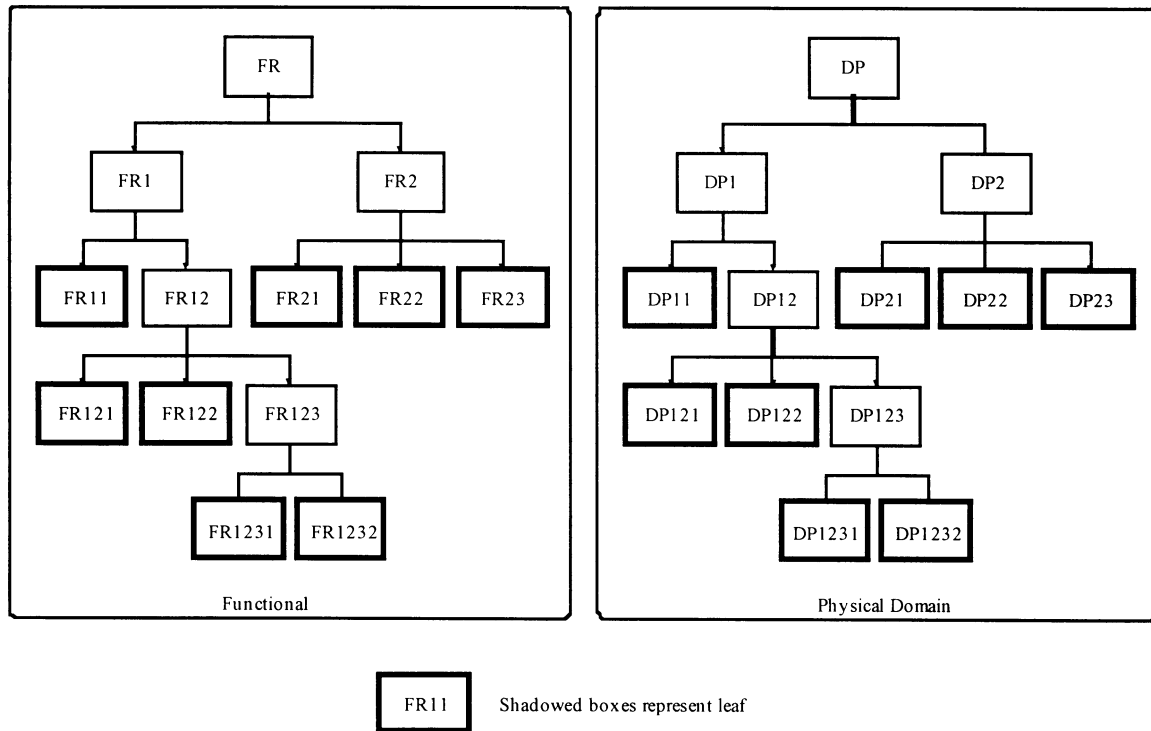 FR
FR1
FR2
FR11
FR12
FR21
FR22
FR23
FR121
FR122
FR123
FR1231
FR1232
Functional
DP
DP1
DP2
DP11
DP12
DP21
DP22
DP23
DP121
DP122
DP123
DP1231
DP1232
Physical Domain
FR11
Shadowed boxes represent leaf